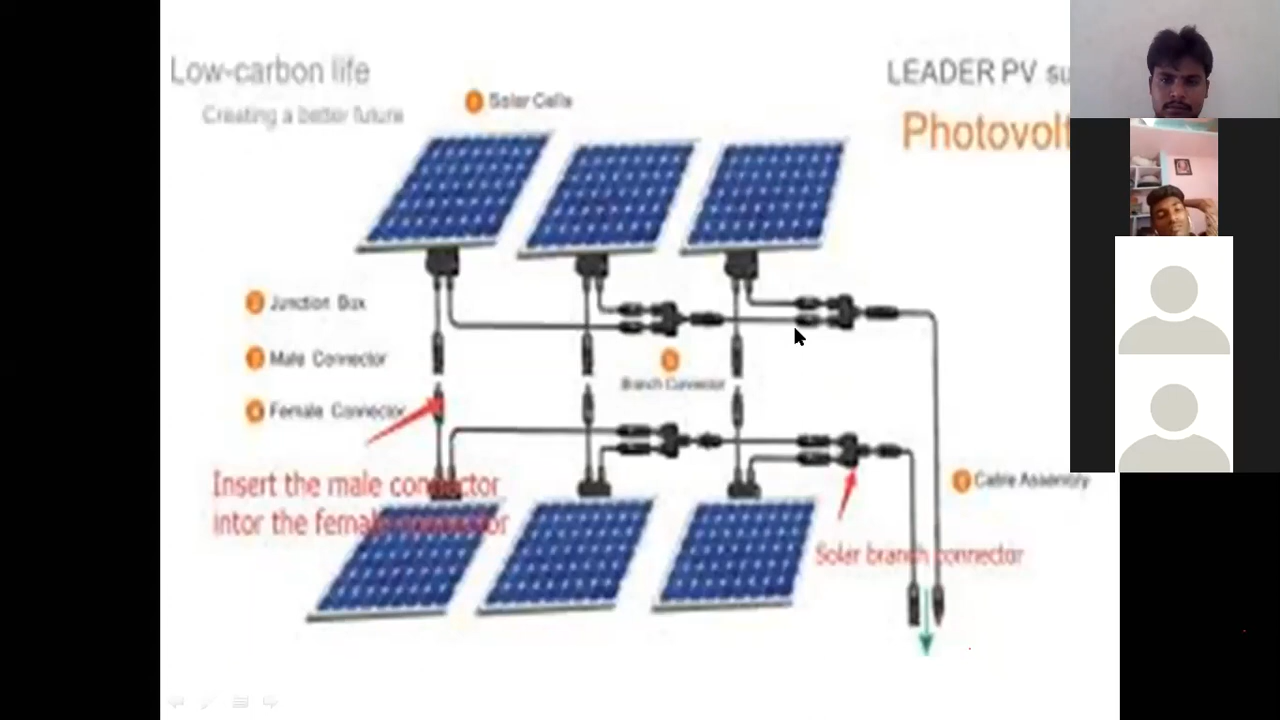 Low-carbon life
Creating a better future
LEADER PV su
Photovolt
Solar Cells
Junction Box
Male Connector
Female Connector
Branch Connector
Insert the male connector
intor the female connector
Cable Assembly
Solar branch connector